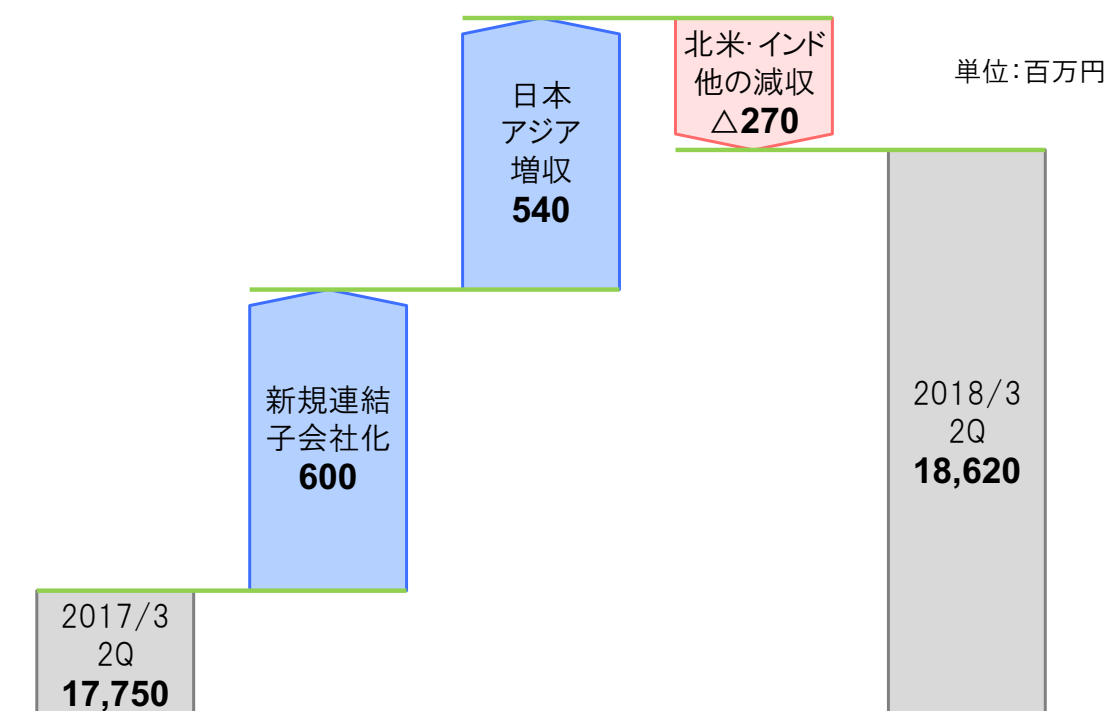 北米・インド
他の減収
△270
単位：百万円
日本
アジア
増収
540
新規連結
子会社化
600
2018/3
2Q
18,620
2017/3
2Q
17,750